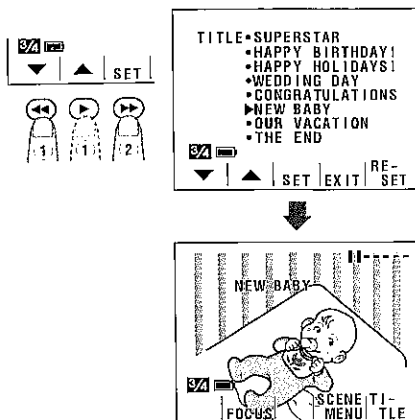 3/4
▼ ▲ SET
◀◀ ▶ ▶▶
1 1 2
TITLE•SUPERSTAR
•HAPPY BIRTHDAY!
•HAPPY HOLIDAYS!
◆WEDDING DAY
•CONGRATULATIONS
▶NEW BABY
•OUR VACATION
•THE END
3/4
▼ ▲ SET EXIT RE-
SET
NEW BABY
3/4
FOCUS SCENE MENU TI-
TLE